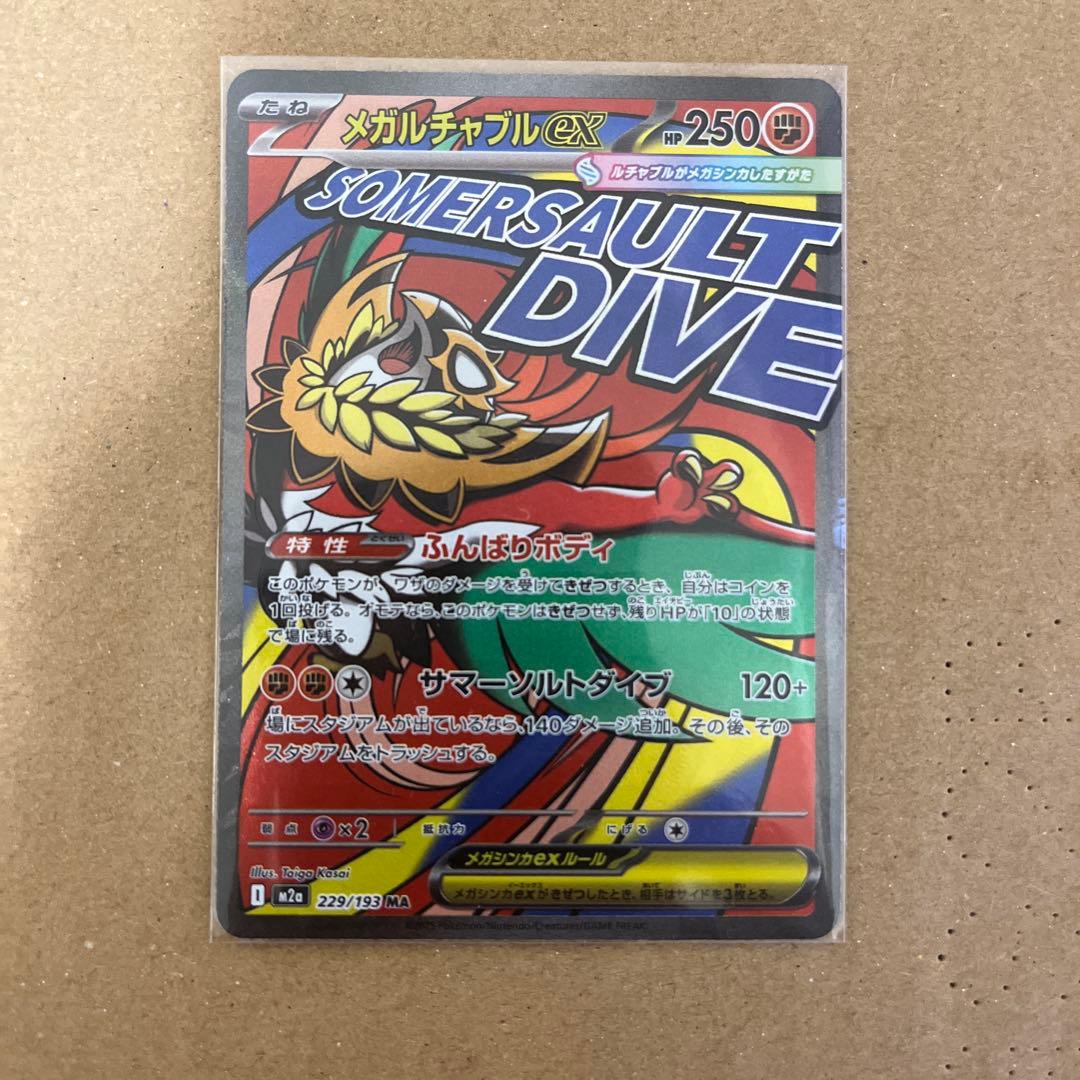 たね
メガルチャブルex HP250
ルチャブルがメガシンカしたすがた
SOMERSAULT
DIVE
特性 とくせい ふんばりボディ
このポケモンが、ワザのダメージを受けてきぜつするとき、自分はコインを
1回投げる。オモテなら、このポケモンはきぜつせず、残りHPが「10」の状態
で場に残る。
サマーソルトダイブ 120+
場にスタジアムが出ているなら、140ダメージ追加。その後、その
スタジアムをトラッシュする。
弱点 ×2 抵抗力 にげる
メガシンカexルール
メガシンカexがきぜつしたとき、相手はサイドを3枚とる。
Illus. Taiga Kasai
I m2a 229/193 MA
©2025 Pokémon/Nintendo/Creatures/GAME FREAK